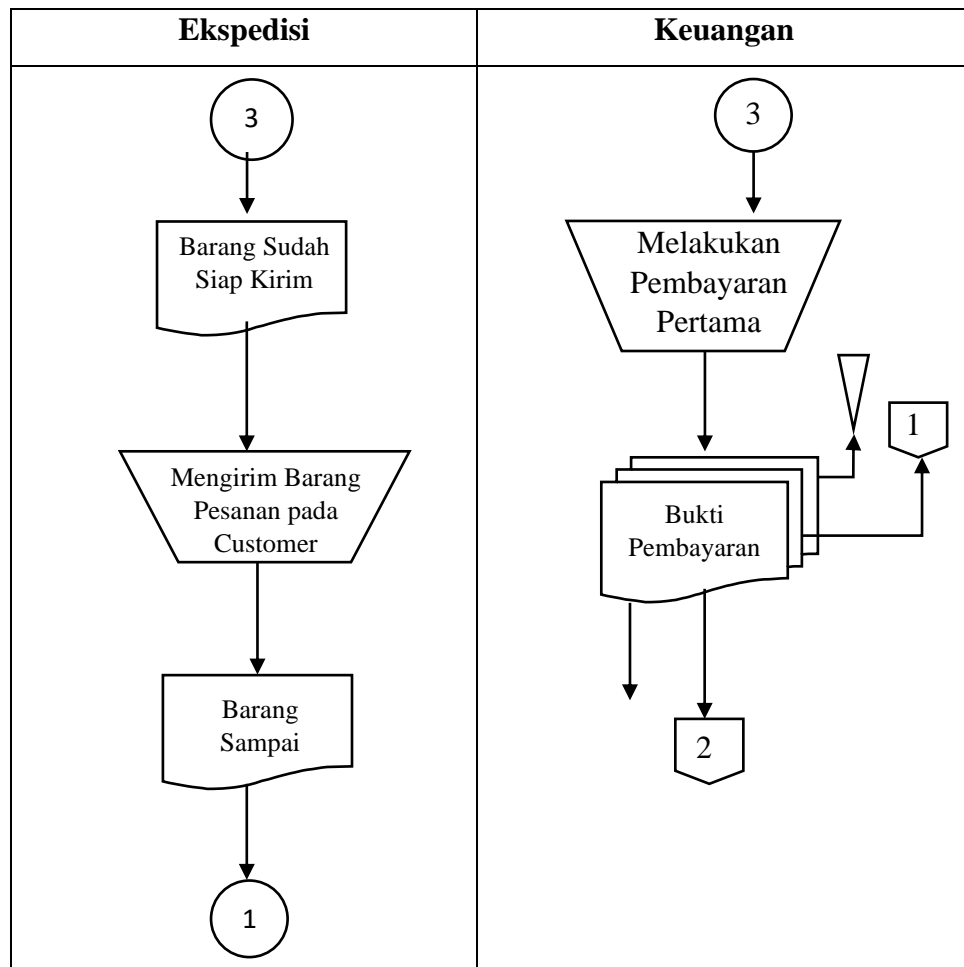 Ekspedisi
Keuangan
3
Barang Sudah
Siap Kirim
Mengirim Barang
Pesanan pada
Customer
Barang
Sampai
1
3
Melakukan
Pembayaran
Pertama
1
Bukti
Pembayaran
2